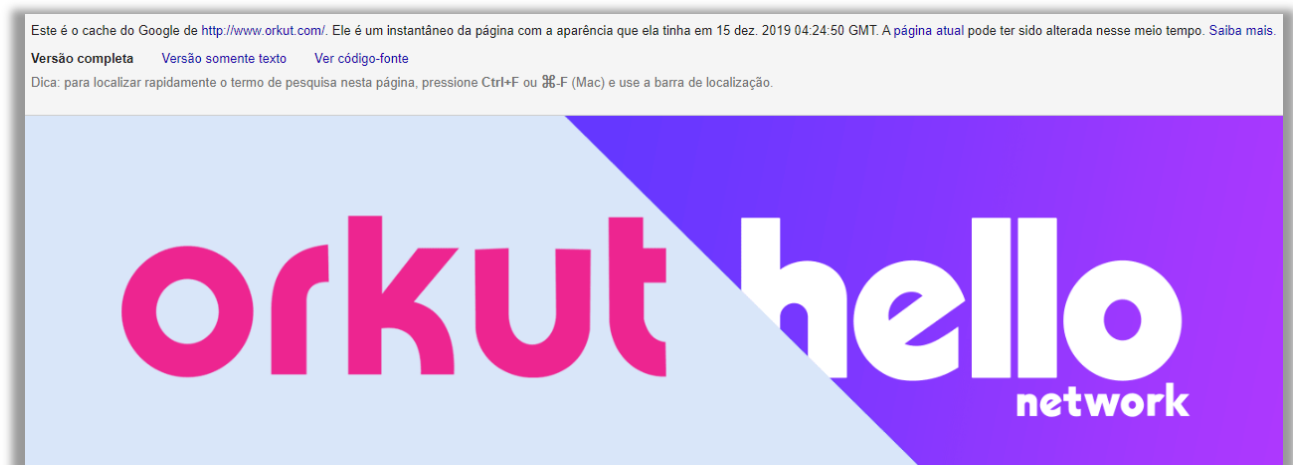 Este é o cache do Google de http://www.orkut.com/. Ele é um instantâneo da página com a aparência que ela tinha em 15 dez. 2019 04:24:50 GMT. A página atual pode ter sido alterada nesse meio tempo. Saiba mais.
Versão completa Versão somente texto Ver código-fonte
Dica: para localizar rapidamente o termo de pesquisa nesta página, pressione Ctrl+F ou ⌘-F (Mac) e use a barra de localização.
orkut hello
network